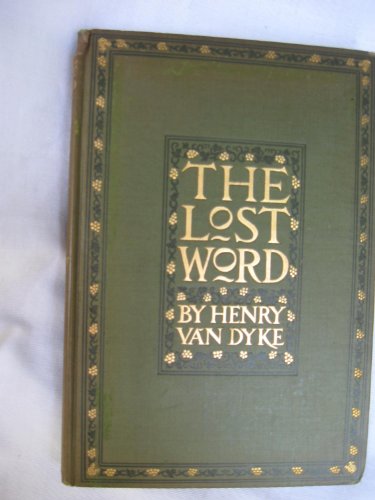 THE
LOST
WORD
BY HENRY
VAN DYKE